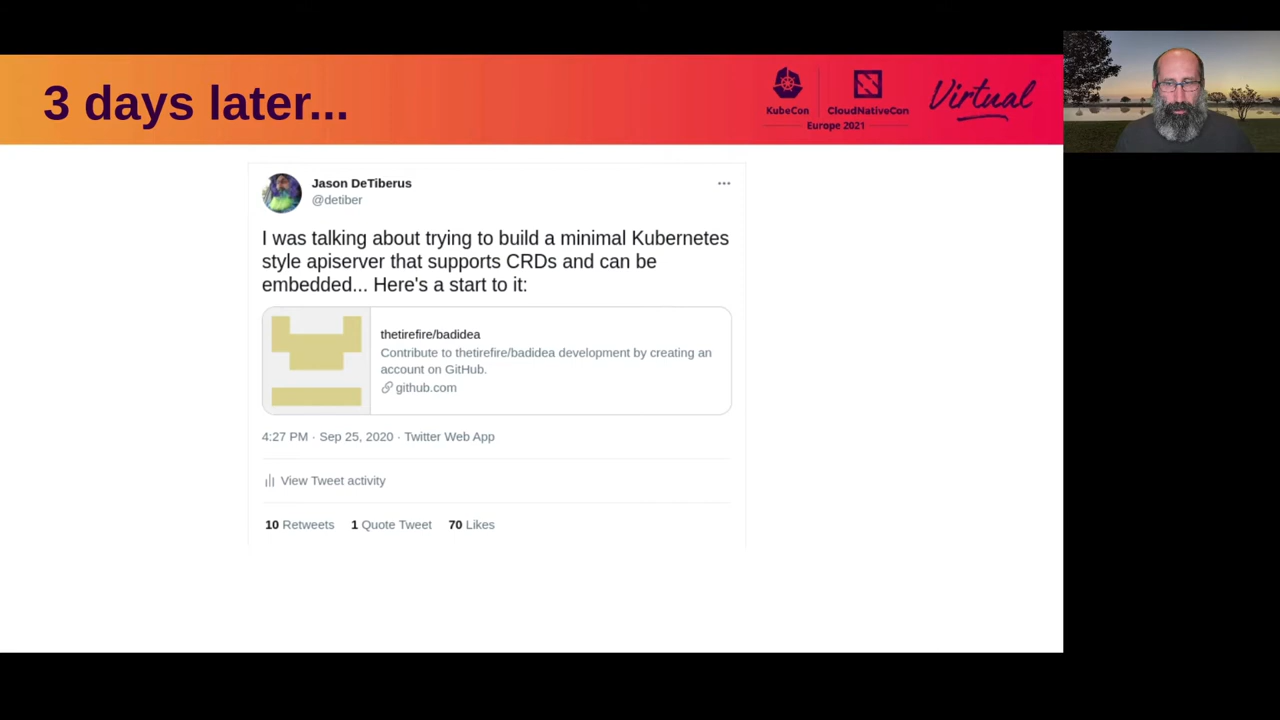 3 days later...
KubeCon
CloudNativeCon
Europe 2021
Virtual
Jason DeTiberus
@detiber
I was talking about trying to build a minimal Kubernetes
style apiserver that supports CRDs and can be
embedded... Here's a start to it:
thetirefire/badidea
Contribute to thetirefire/badidea development by creating an
account on GitHub.
github.com
4:27 PM · Sep 25, 2020 · Twitter Web App
View Tweet activity
10 Retweets 1 Quote Tweet 70 Likes